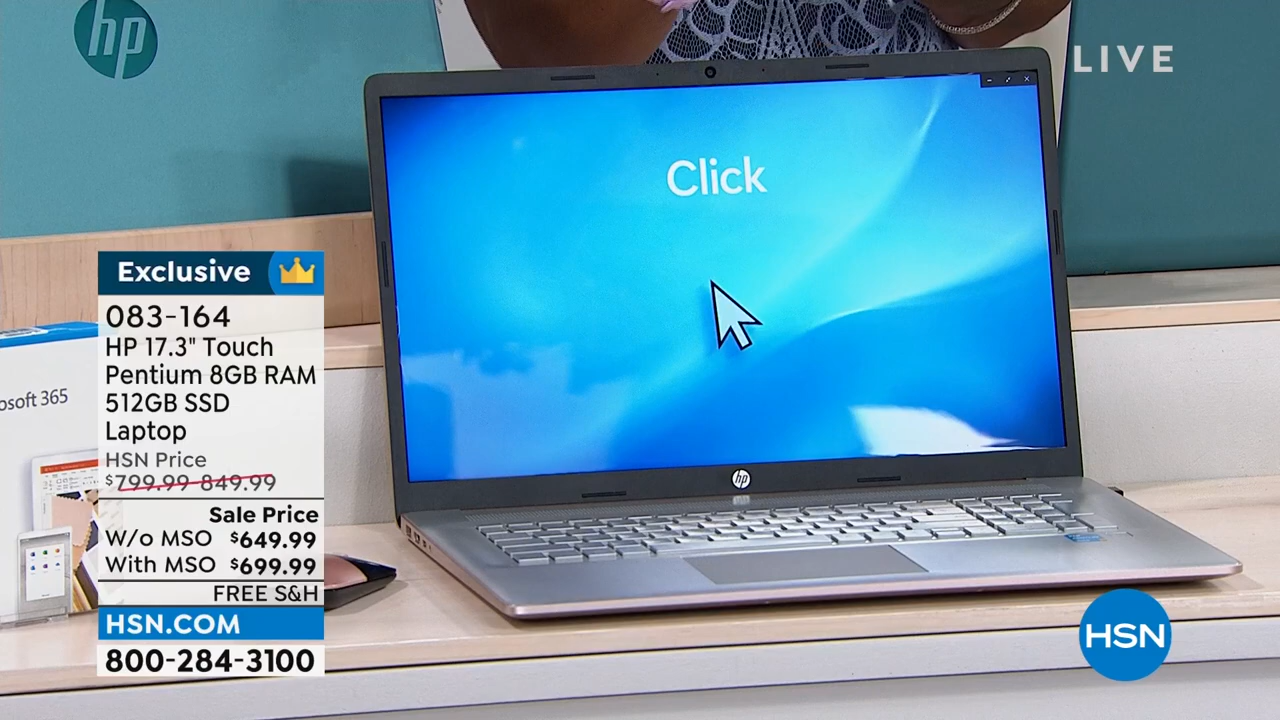 hp
LIVE
Click
hp
Exclusive
083-164
HP 17.3" Touch
Pentium 8GB RAM
512GB SSD
Laptop
HSN Price
$799.99-849.99
Sale Price
W/o MSO $649.99
With MSO $699.99
FREE S&H
HSN.COM
800-284-3100
osoft 365
HSN